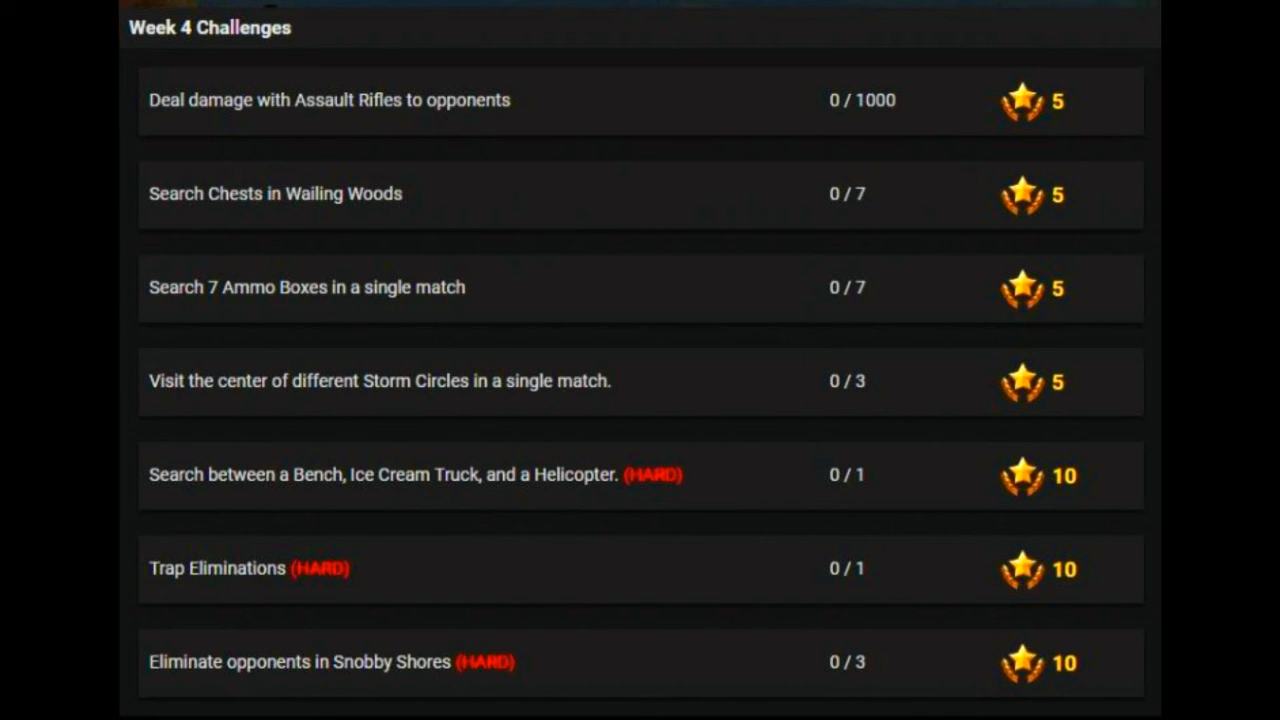 Week 4 Challenges
Deal damage with Assault Rifles to opponents 0 / 1000 5
Search Chests in Wailing Woods 0 / 7 5
Search 7 Ammo Boxes in a single match 0 / 7 5
Visit the center of different Storm Circles in a single match. 0 / 3 5
Search between a Bench, Ice Cream Truck, and a Helicopter. (HARD) 0 / 1 10
Trap Eliminations (HARD) 0 / 1 10
Eliminate opponents in Snobby Shores (HARD) 0 / 3 10